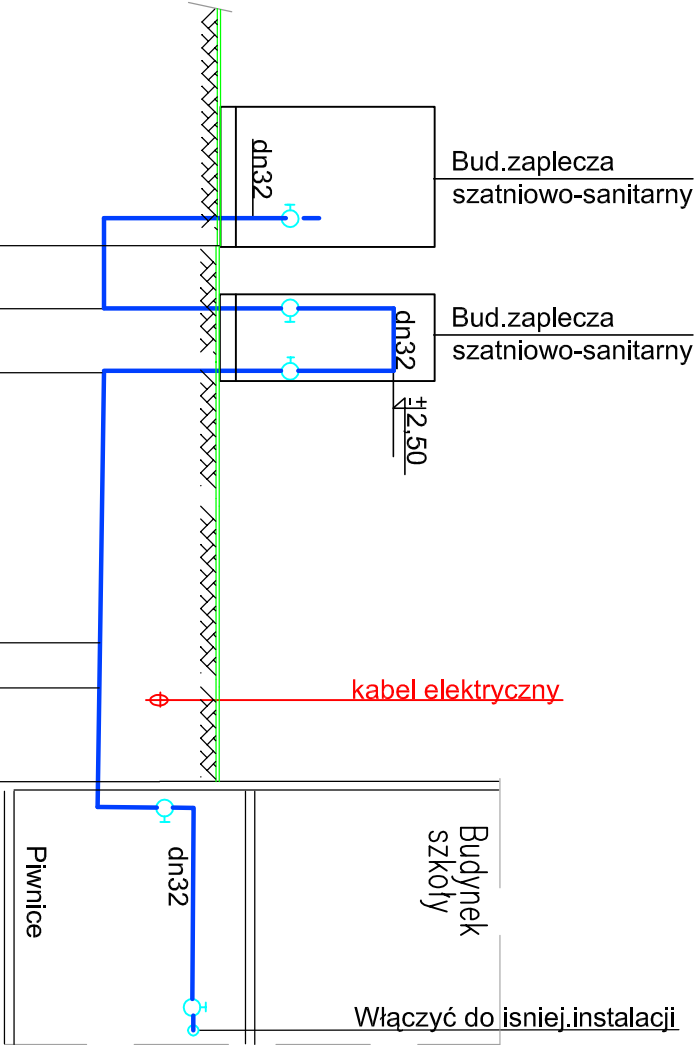 Bud.zaplecza
szatniowo-sanitarny
dn32
Bud.zaplecza
szatniowo-sanitarny
dn32
±2,50
kabel elektryczny
Budynek
szkoły
dn32
Piwnice
Włączyć do isniej.instalacji